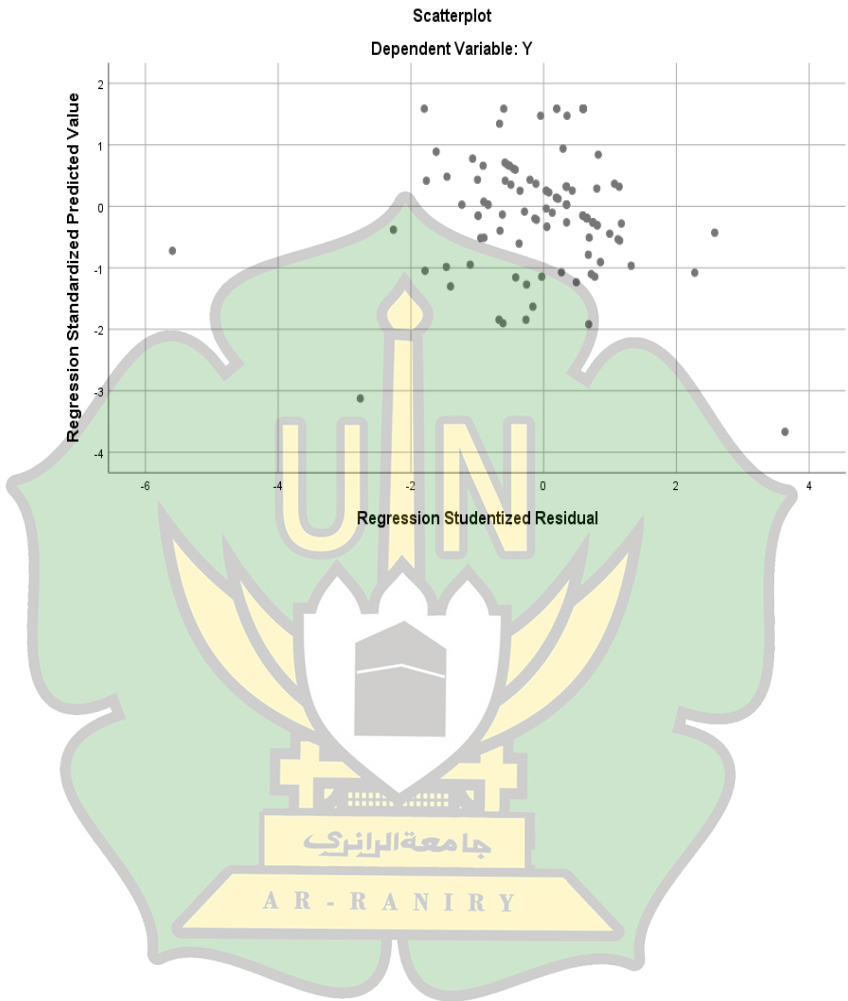 Scatterplot
Dependent Variable: Y
Regression Standardized Predicted Value
2
1
0
-1
-2
-3
-4
-6
-4
-2
0
2
4
Regression Studentized Residual
UIN
جامعةالرانري
AR-RANIRY